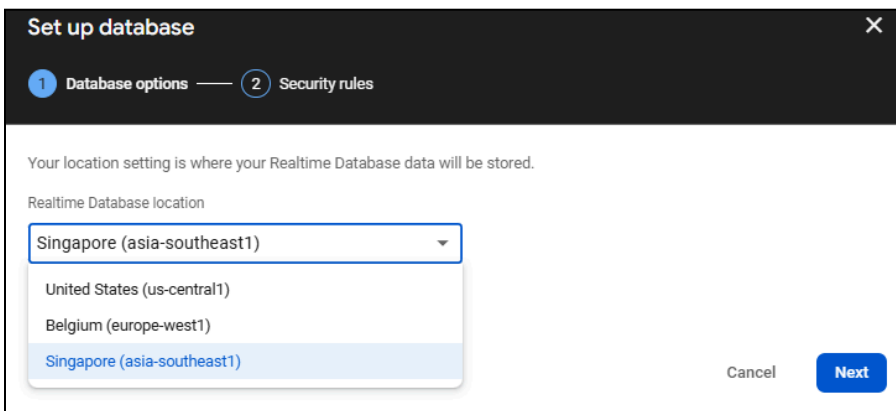 Set up database
1 Database options 2 Security rules
Your location setting is where your Realtime Database data will be stored.
Realtime Database location
Singapore (asia-southeast1)
United States (us-central1)
Belgium (europe-west1)
Singapore (asia-southeast1)
Cancel Next